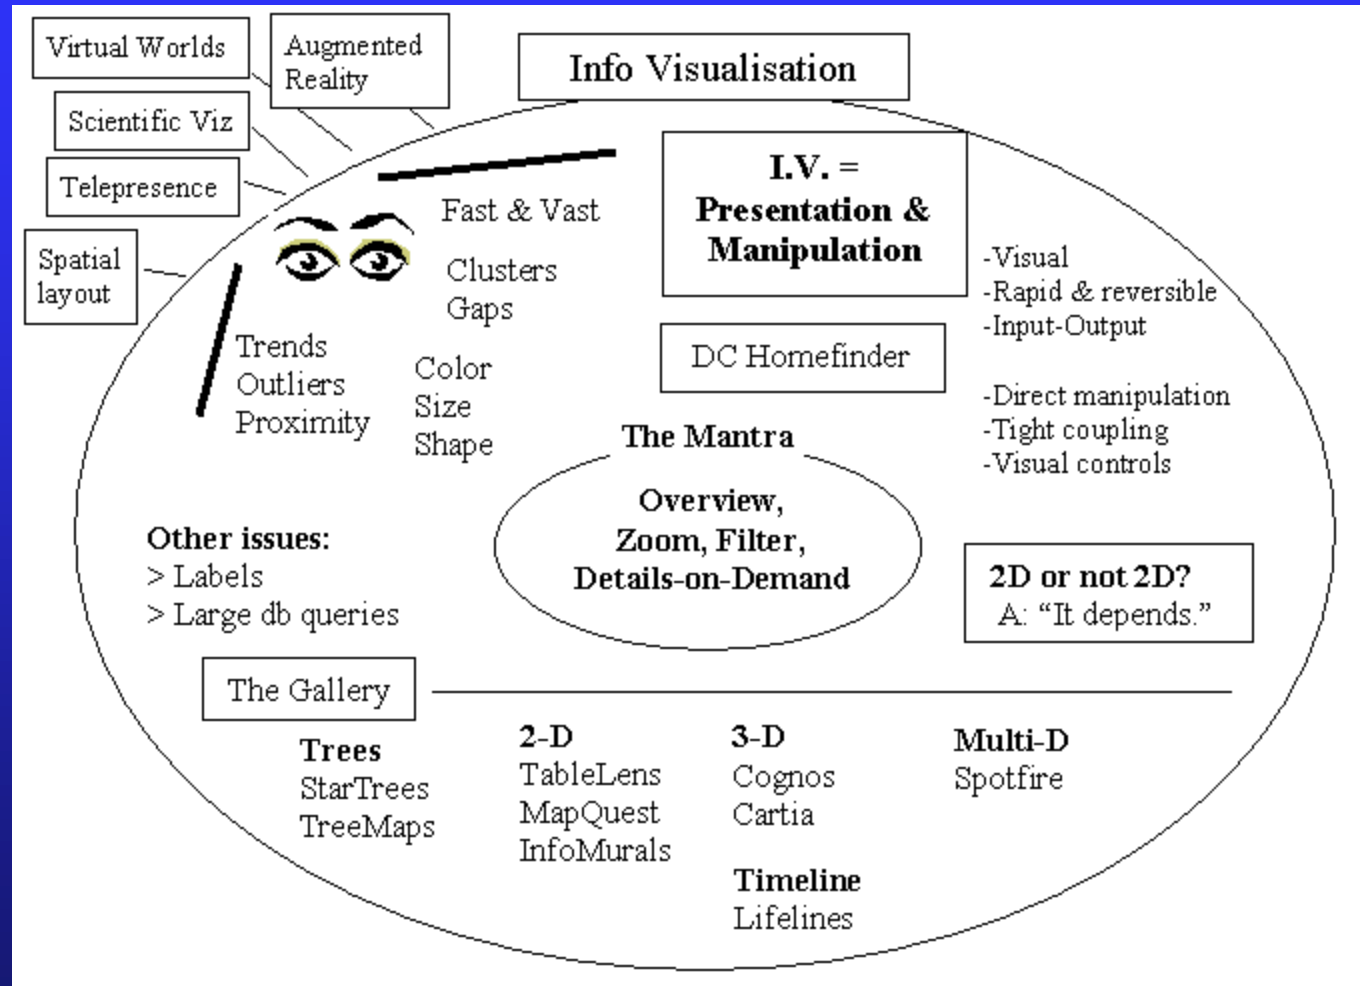 Virtual Worlds
Augmented
Reality
Scientific Viz
Telepresence
Spatial
layout
Info Visualisation
I.V. =
Presentation &
Manipulation
Fast & Vast
Clusters
Gaps
Trends
Outliers
Proximity
Color
Size
Shape
-Visual
-Rapid & reversible
-Input-Output
-Direct manipulation
-Tight coupling
-Visual controls
DC Homefinder
The Mantra
Overview,
Zoom, Filter,
Details-on-Demand
Other issues:
> Labels
> Large db queries
2D or not 2D?
A: “It depends.”
The Gallery
Trees
StarTrees
TreeMaps
2-D
TableLens
MapQuest
InfoMurals
3-D
Cognos
Cartia
Timeline
Lifelines
Multi-D
Spotfire